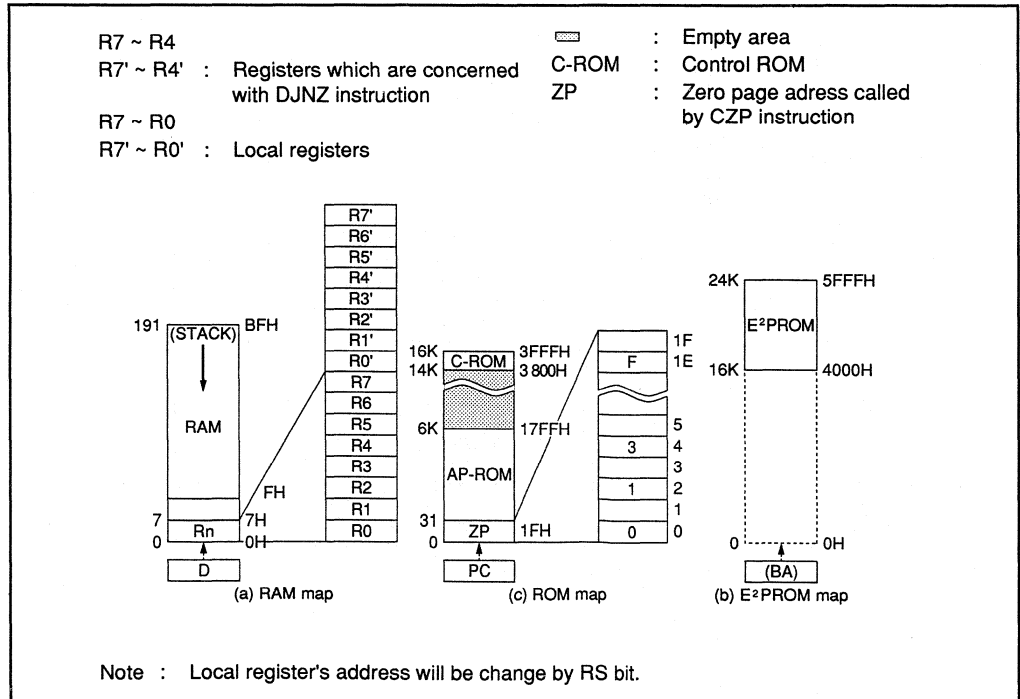 R7 ~ R4
R7' ~ R4' : Registers which are concerned
with DJNZ instruction
R7 ~ R0
R7' ~ R0' : Local registers
: Empty area
C-ROM : Control ROM
ZP : Zero page adress called
by CZP instruction
191
(STACK)
BFH
RAM
FH
7
7H
Rn
0
0H
D
(a) RAM map
R7'
R6'
R5'
R4'
R3'
R2'
R1'
R0'
R7
R6
R5
R4
R3
R2
R1
R0
16K
3FFFH
C-ROM
14K
3 800H
6K
17FFH
AP-ROM
31
1FH
ZP
0
PC
(c) ROM map
1F
F
1E
5
3
4
3
1
2
1
0
0
24K
5FFFH
E²PROM
16K
4000H
0
0H
(BA)
(b) E²PROM map
Note : Local register's address will be change by RS bit.